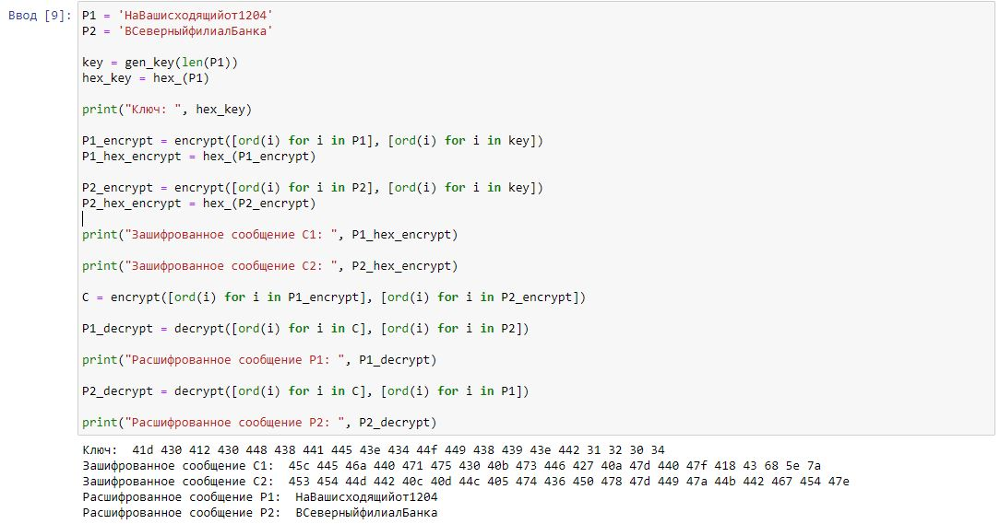 Ввод [9]: P1 = 'НаВашисходящийот1204'
P2 = 'ВСеверныйфилиалБанка'
key = gen_key(len(P1))
hex_key = hex_(P1)
print("Ключ: ", hex_key)
P1_encrypt = encrypt([ord(i) for i in P1], [ord(i) for i in key])
P1_hex_encrypt = hex_(P1_encrypt)
P2_encrypt = encrypt([ord(i) for i in P2], [ord(i) for i in key])
P2_hex_encrypt = hex_(P2_encrypt)
print("Зашифрованное сообщение C1: ", P1_hex_encrypt)
print("Зашифрованное сообщение C2: ", P2_hex_encrypt)
C = encrypt([ord(i) for i in P1_encrypt], [ord(i) for i in P2_encrypt])
P1_decrypt = decrypt([ord(i) for i in C], [ord(i) for i in P2])
print("Расшифрованное сообщение P1: ", P1_decrypt)
P2_decrypt = decrypt([ord(i) for i in C], [ord(i) for i in P1])
print("Расшифрованное сообщение P2: ", P2_decrypt)
Ключ:  41d 430 412 430 448 438 441 445 43e 434 44f 449 438 439 43e 442 31 32 30 34
Зашифрованное сообщение C1:  45c 445 46a 440 471 475 430 40b 473 446 427 40a 47d 440 47f 418 43 68 5e 7a
Зашифрованное сообщение C2:  453 454 44d 442 40c 40d 44c 405 474 436 450 478 47d 449 47a 44b 442 467 454 47e
Расшифрованное сообщение P1:  НаВашисходящийот1204
Расшифрованное сообщение P2:  ВСеверныйфилиалБанка